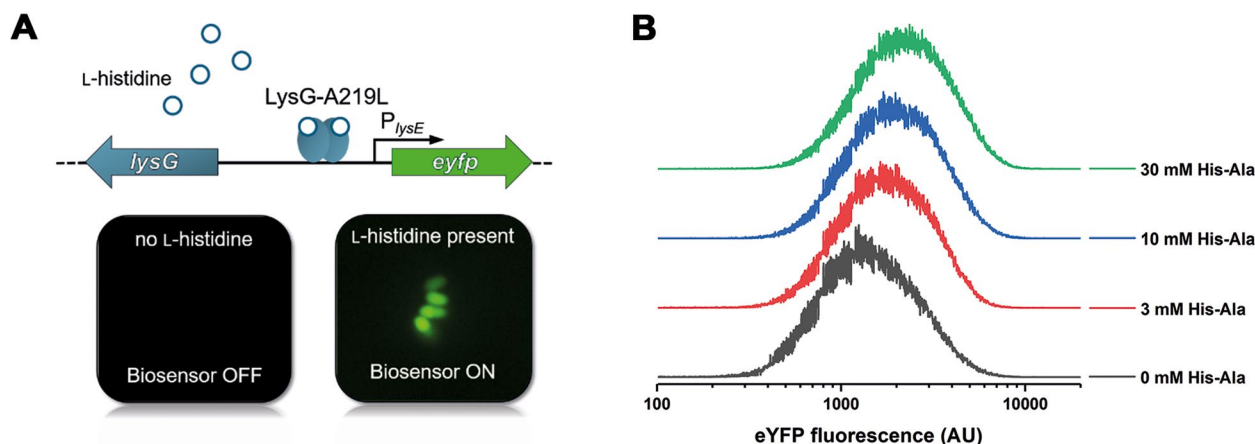 A
L-histidine
LysG-A219L
PlysE
lysG
eyfp
no L-histidine
Biosensor OFF
L-histidine present
Biosensor ON
B
30 mM His-Ala
10 mM His-Ala
3 mM His-Ala
0 mM His-Ala
100
1000
10000
eYFP fluorescence (AU)